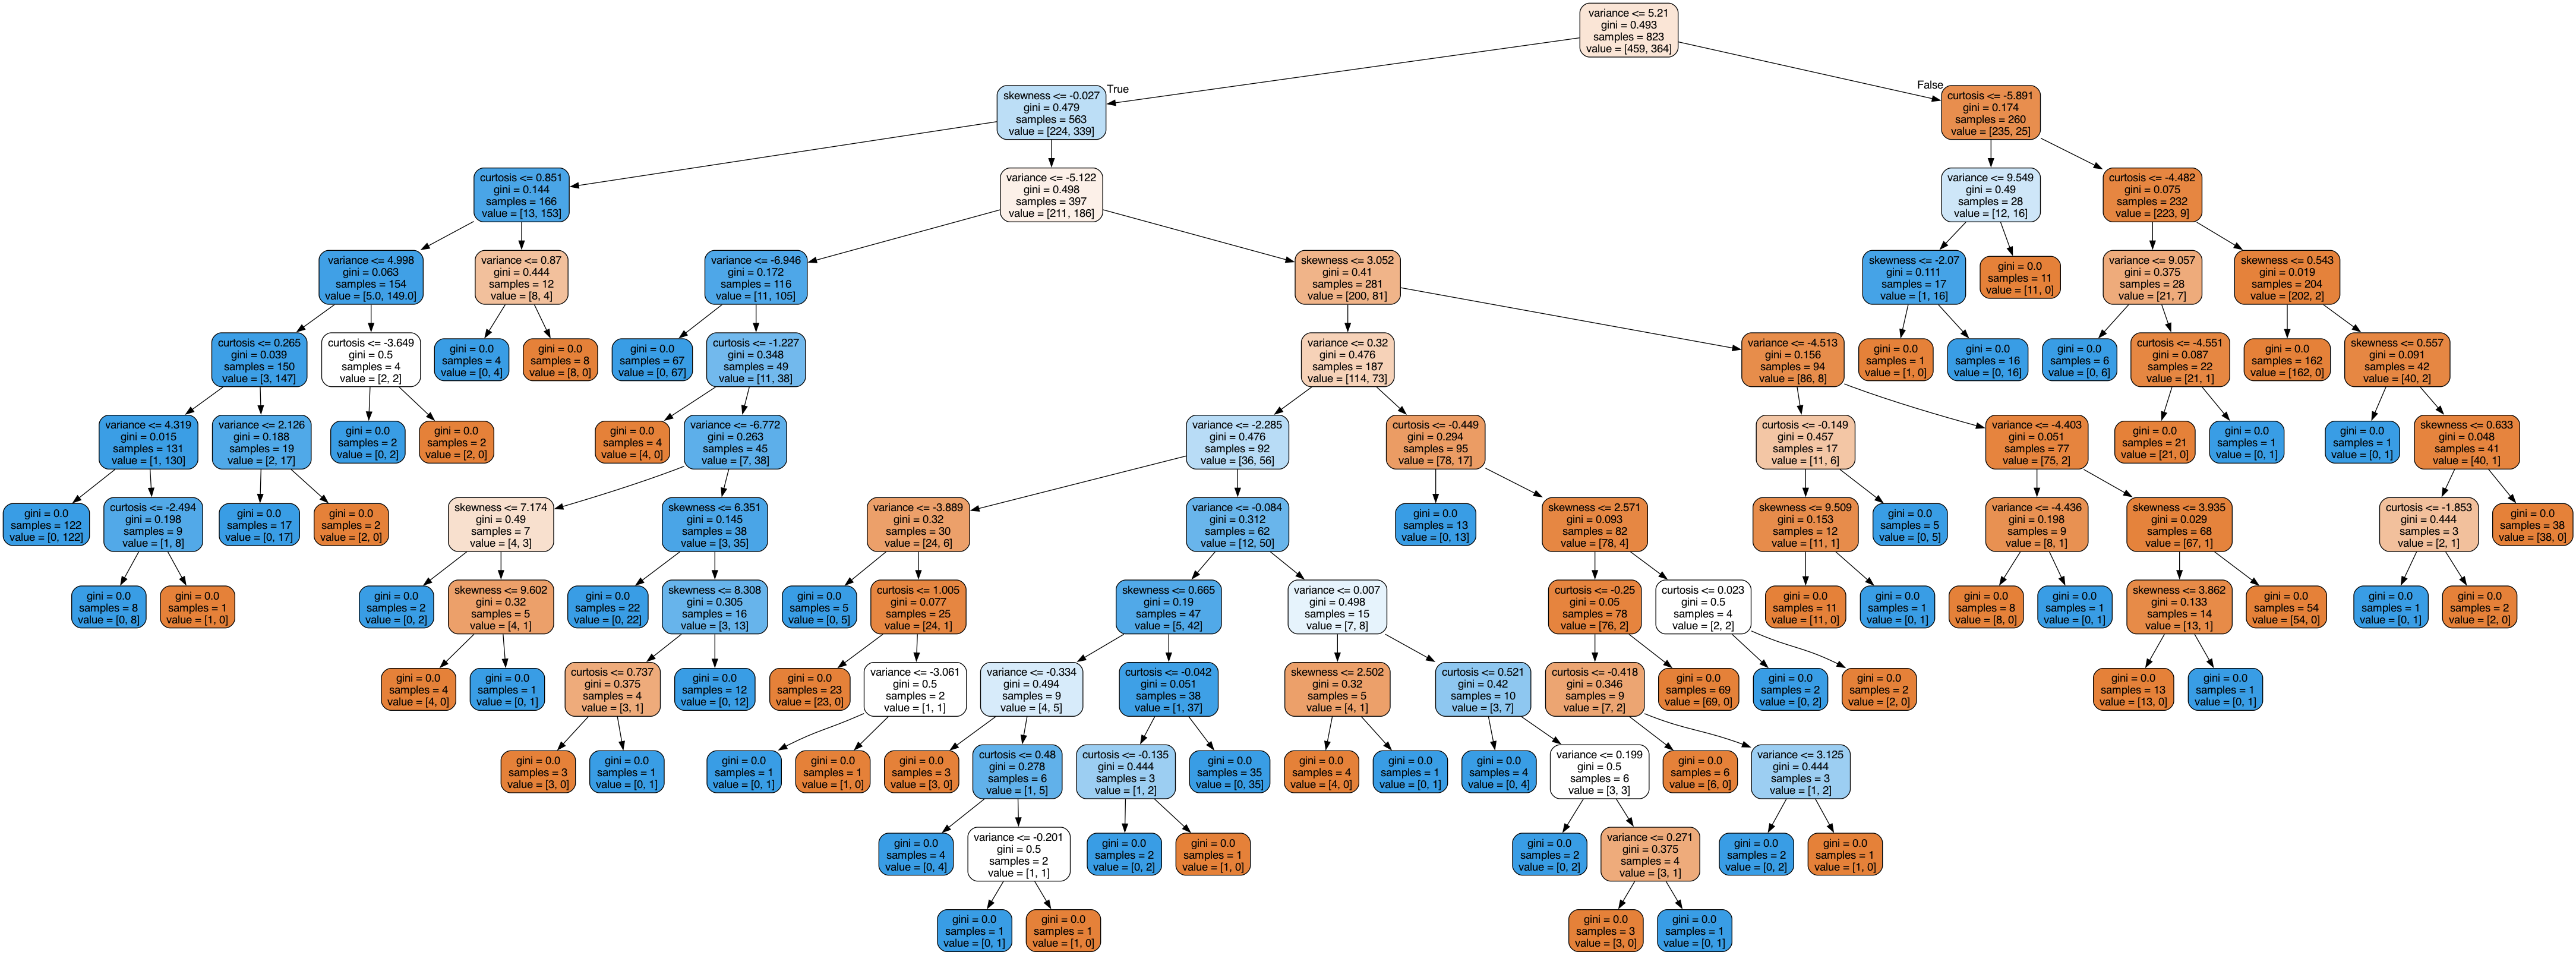 variance <= 5.21
gini = 0.493
samples = 823
value = [459, 364]
True
False
skewness <= -0.027
gini = 0.479
samples = 563
value = [224, 339]
curtosis <= -5.891
gini = 0.174
samples = 260
value = [235, 25]
curtosis <= 0.851
gini = 0.144
samples = 166
value = [13, 153]
variance <= -5.122
gini = 0.498
samples = 397
value = [211, 186]
variance <= 9.549
gini = 0.49
samples = 28
value = [12, 16]
curtosis <= -4.482
gini = 0.075
samples = 232
value = [223, 9]
variance <= 4.998
gini = 0.063
samples = 154
value = [5.0, 149.0]
variance <= 0.87
gini = 0.444
samples = 12
value = [8, 4]
variance <= -6.946
gini = 0.172
samples = 116
value = [11, 105]
skewness <= 3.052
gini = 0.41
samples = 281
value = [200, 81]
skewness <= -2.07
gini = 0.111
samples = 17
value = [1, 16]
gini = 0.0
samples = 11
value = [11, 0]
variance <= 9.057
gini = 0.375
samples = 28
value = [21, 7]
skewness <= 0.543
gini = 0.019
samples = 204
value = [202, 2]
curtosis <= 0.265
gini = 0.039
samples = 150
value = [3, 147]
curtosis <= -3.649
gini = 0.5
samples = 4
value = [2, 2]
gini = 0.0
samples = 4
value = [0, 4]
gini = 0.0
samples = 8
value = [8, 0]
gini = 0.0
samples = 67
value = [0, 67]
curtosis <= -1.227
gini = 0.348
samples = 49
value = [11, 38]
variance <= 0.32
gini = 0.476
samples = 187
value = [114, 73]
variance <= -4.513
gini = 0.156
samples = 94
value = [86, 8]
gini = 0.0
samples = 1
value = [1, 0]
gini = 0.0
samples = 16
value = [0, 16]
gini = 0.0
samples = 6
value = [0, 6]
curtosis <= -4.551
gini = 0.087
samples = 22
value = [21, 1]
gini = 0.0
samples = 162
value = [162, 0]
skewness <= 0.557
gini = 0.091
samples = 42
value = [40, 2]
variance <= 4.319
gini = 0.015
samples = 131
value = [1, 130]
variance <= 2.126
gini = 0.188
samples = 19
value = [2, 17]
gini = 0.0
samples = 2
value = [0, 2]
gini = 0.0
samples = 2
value = [2, 0]
gini = 0.0
samples = 4
value = [4, 0]
variance <= -6.772
gini = 0.263
samples = 45
value = [7, 38]
variance <= -2.285
gini = 0.476
samples = 92
value = [36, 56]
curtosis <= -0.449
gini = 0.294
samples = 95
value = [78, 17]
curtosis <= -0.149
gini = 0.457
samples = 17
value = [11, 6]
variance <= -4.403
gini = 0.051
samples = 77
value = [75, 2]
gini = 0.0
samples = 21
value = [21, 0]
gini = 0.0
samples = 1
value = [0, 1]
gini = 0.0
samples = 1
value = [0, 1]
skewness <= 0.633
gini = 0.048
samples = 41
value = [40, 1]
gini = 0.0
samples = 122
value = [0, 122]
curtosis <= -2.494
gini = 0.198
samples = 9
value = [1, 8]
gini = 0.0
samples = 17
value = [0, 17]
gini = 0.0
samples = 2
value = [2, 0]
skewness <= 7.174
gini = 0.49
samples = 7
value = [4, 3]
skewness <= 6.351
gini = 0.145
samples = 38
value = [3, 35]
variance <= -3.889
gini = 0.32
samples = 30
value = [24, 6]
variance <= -0.084
gini = 0.312
samples = 62
value = [12, 50]
gini = 0.0
samples = 13
value = [0, 13]
skewness <= 2.571
gini = 0.093
samples = 82
value = [78, 4]
skewness <= 9.509
gini = 0.153
samples = 12
value = [11, 1]
gini = 0.0
samples = 5
value = [0, 5]
variance <= -4.436
gini = 0.198
samples = 9
value = [8, 1]
skewness <= 3.935
gini = 0.029
samples = 68
value = [67, 1]
curtosis <= -1.853
gini = 0.444
samples = 3
value = [2, 1]
gini = 0.0
samples = 38
value = [38, 0]
gini = 0.0
samples = 8
value = [0, 8]
gini = 0.0
samples = 1
value = [1, 0]
gini = 0.0
samples = 2
value = [0, 2]
skewness <= 9.602
gini = 0.32
samples = 5
value = [4, 1]
gini = 0.0
samples = 22
value = [0, 22]
skewness <= 8.308
gini = 0.305
samples = 16
value = [3, 13]
gini = 0.0
samples = 5
value = [0, 5]
curtosis <= 1.005
gini = 0.077
samples = 25
value = [24, 1]
skewness <= 0.665
gini = 0.19
samples = 47
value = [5, 42]
variance <= 0.007
gini = 0.498
samples = 15
value = [7, 8]
curtosis <= -0.25
gini = 0.05
samples = 78
value = [76, 2]
curtosis <= 0.023
gini = 0.5
samples = 4
value = [2, 2]
gini = 0.0
samples = 11
value = [11, 0]
gini = 0.0
samples = 1
value = [0, 1]
gini = 0.0
samples = 8
value = [8, 0]
gini = 0.0
samples = 1
value = [0, 1]
skewness <= 3.862
gini = 0.133
samples = 14
value = [13, 1]
gini = 0.0
samples = 54
value = [54, 0]
gini = 0.0
samples = 1
value = [0, 1]
gini = 0.0
samples = 2
value = [2, 0]
gini = 0.0
samples = 4
value = [4, 0]
gini = 0.0
samples = 1
value = [0, 1]
curtosis <= 0.737
gini = 0.375
samples = 4
value = [3, 1]
gini = 0.0
samples = 12
value = [0, 12]
gini = 0.0
samples = 23
value = [23, 0]
variance <= -3.061
gini = 0.5
samples = 2
value = [1, 1]
variance <= -0.334
gini = 0.494
samples = 9
value = [4, 5]
curtosis <= -0.042
gini = 0.051
samples = 38
value = [1, 37]
skewness <= 2.502
gini = 0.32
samples = 5
value = [4, 1]
curtosis <= 0.521
gini = 0.42
samples = 10
value = [3, 7]
curtosis <= -0.418
gini = 0.346
samples = 9
value = [7, 2]
gini = 0.0
samples = 69
value = [69, 0]
gini = 0.0
samples = 2
value = [0, 2]
gini = 0.0
samples = 2
value = [2, 0]
gini = 0.0
samples = 13
value = [13, 0]
gini = 0.0
samples = 1
value = [0, 1]
gini = 0.0
samples = 3
value = [3, 0]
gini = 0.0
samples = 1
value = [0, 1]
gini = 0.0
samples = 1
value = [0, 1]
gini = 0.0
samples = 1
value = [1, 0]
gini = 0.0
samples = 3
value = [3, 0]
curtosis <= 0.48
gini = 0.278
samples = 6
value = [1, 5]
curtosis <= -0.135
gini = 0.444
samples = 3
value = [1, 2]
gini = 0.0
samples = 35
value = [0, 35]
gini = 0.0
samples = 4
value = [4, 0]
gini = 0.0
samples = 1
value = [0, 1]
gini = 0.0
samples = 4
value = [0, 4]
variance <= 0.199
gini = 0.5
samples = 6
value = [3, 3]
gini = 0.0
samples = 6
value = [6, 0]
variance <= 3.125
gini = 0.444
samples = 3
value = [1, 2]
gini = 0.0
samples = 4
value = [0, 4]
variance <= -0.201
gini = 0.5
samples = 2
value = [1, 1]
gini = 0.0
samples = 2
value = [0, 2]
gini = 0.0
samples = 1
value = [1, 0]
gini = 0.0
samples = 2
value = [0, 2]
variance <= 0.271
gini = 0.375
samples = 4
value = [3, 1]
gini = 0.0
samples = 2
value = [0, 2]
gini = 0.0
samples = 1
value = [1, 0]
gini = 0.0
samples = 1
value = [0, 1]
gini = 0.0
samples = 1
value = [1, 0]
gini = 0.0
samples = 3
value = [3, 0]
gini = 0.0
samples = 1
value = [0, 1]